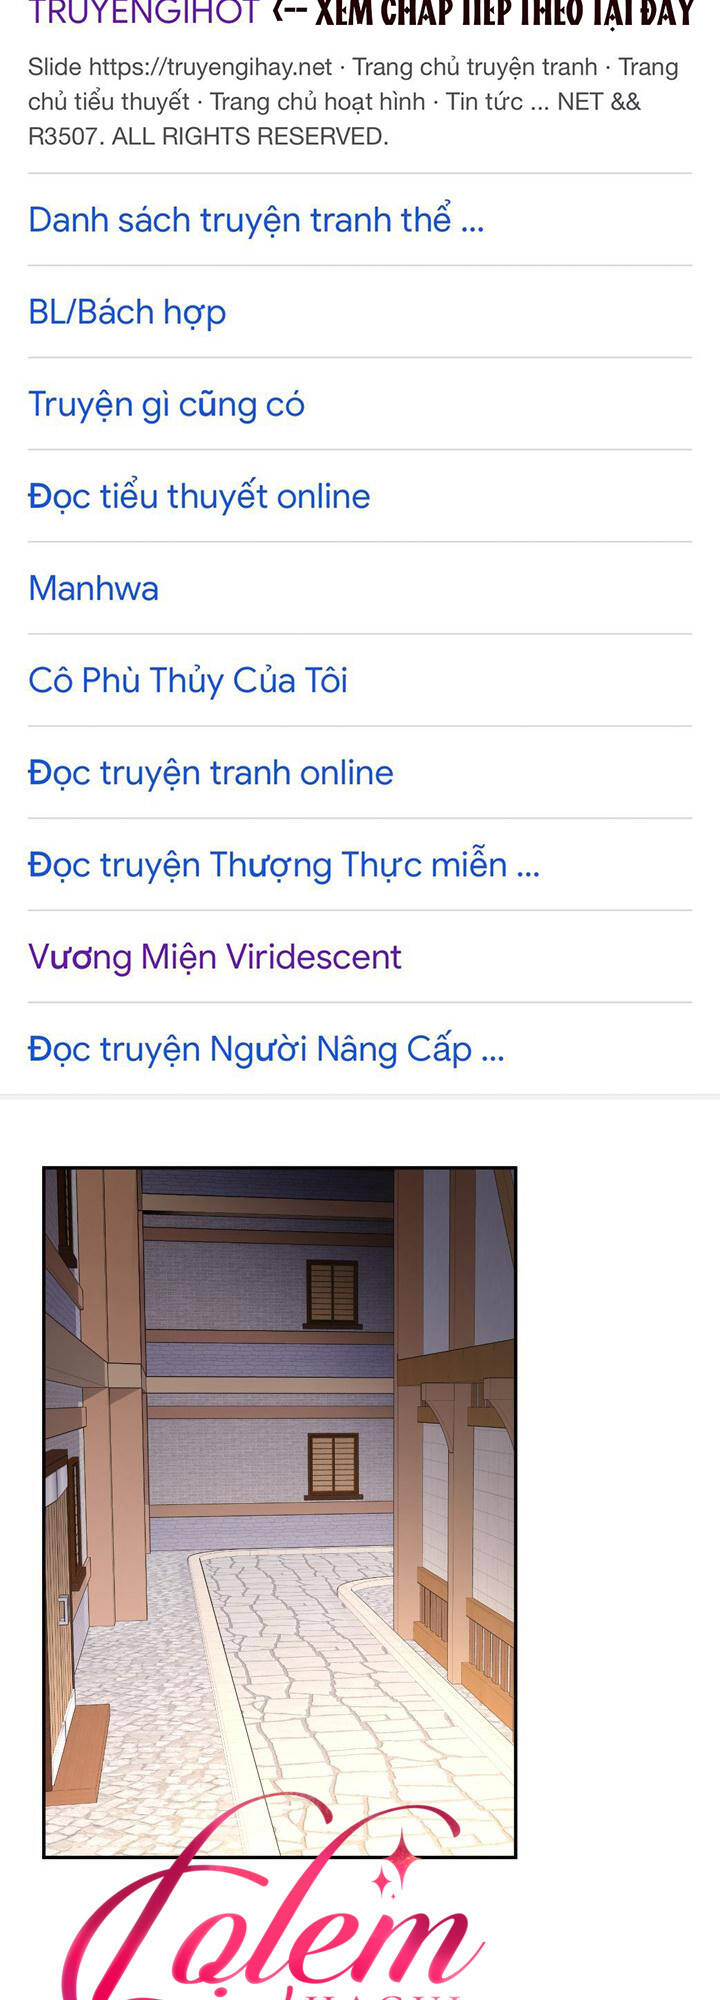 TRUYENGIHOT <-- XEM CHAP TIẾP THEO TẠI ĐÂY
Slide https://truyengihay.net · Trang chủ truyện tranh · Trang
chủ tiểu thuyết · Trang chủ hoạt hình · Tin tức ... NET &&
R3507. ALL RIGHTS RESERVED.
Danh sách truyện tranh thể ...
BL/Bách hợp
Truyện gì cũng có
Đọc tiểu thuyết online
Manhwa
Cô Phù Thủy Của Tôi
Đọc truyện tranh online
Đọc truyện Thượng Thực miễn ...
Vương Miện Viridescent
Đọc truyện Người Nâng Cấp ...